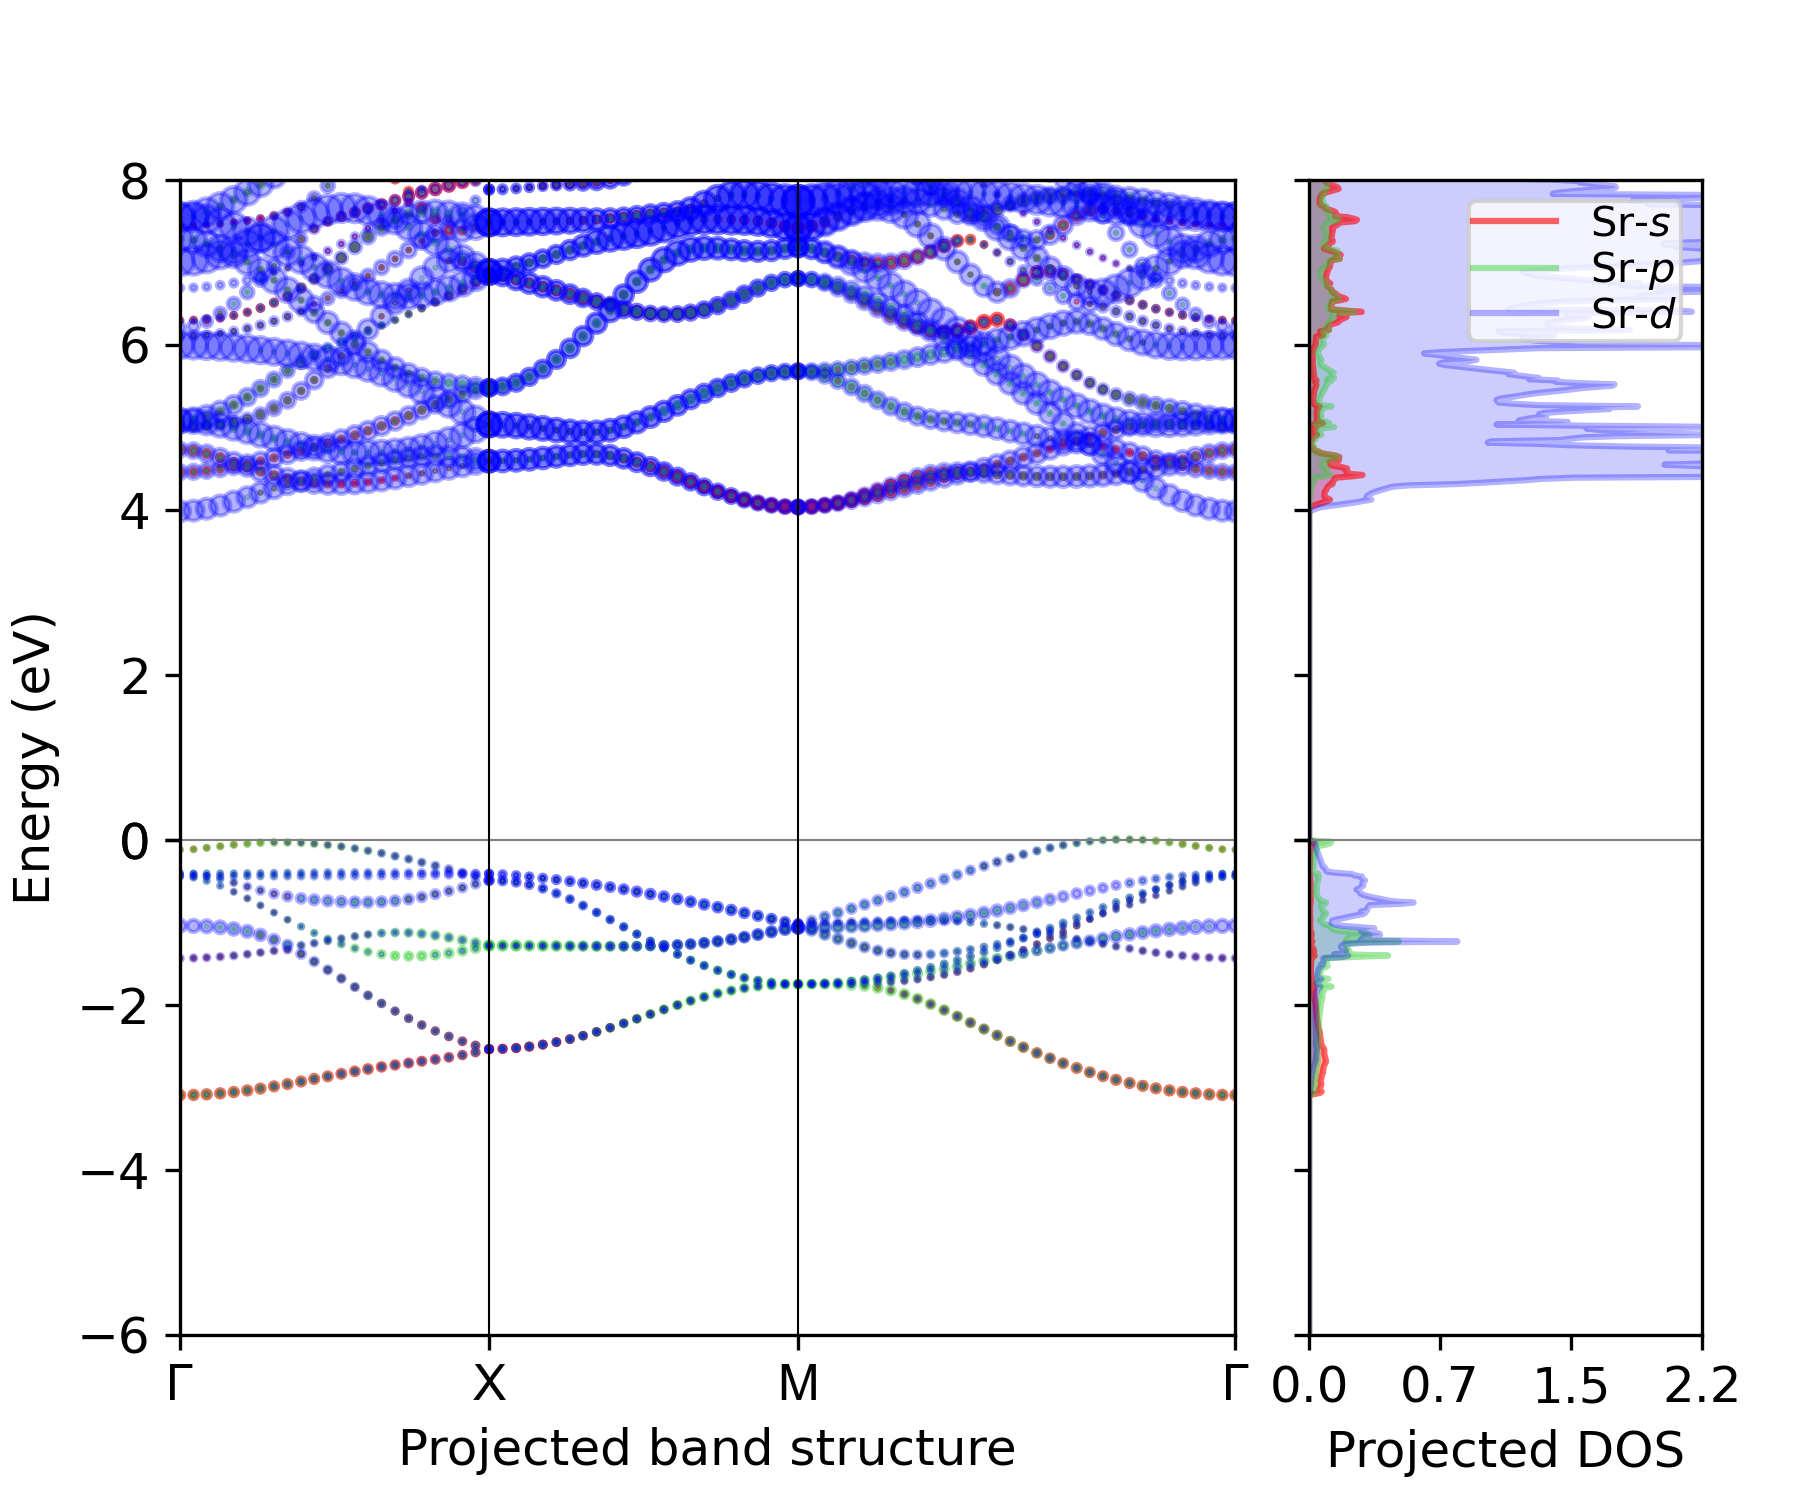 8
6
4
2
0
−2
−4
−6
Energy (eV)
Γ X M Γ
Projected band structure
Sr-s
Sr-p
Sr-d
0.0 0.7 1.5 2.2
Projected DOS